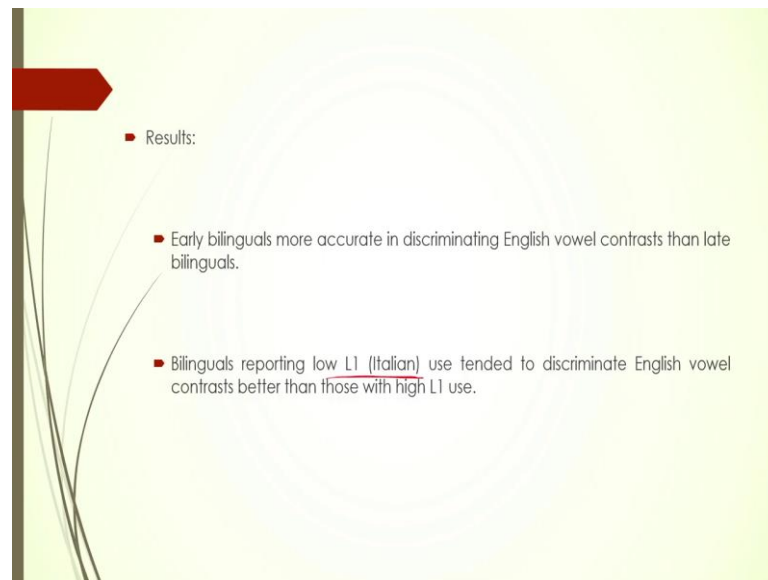 Results:
Early bilinguals more accurate in discriminating English vowel contrasts than late
bilinguals.
Bilinguals reporting low L1 (Italian) use tended to discriminate English vowel
contrasts better than those with high L1 use.